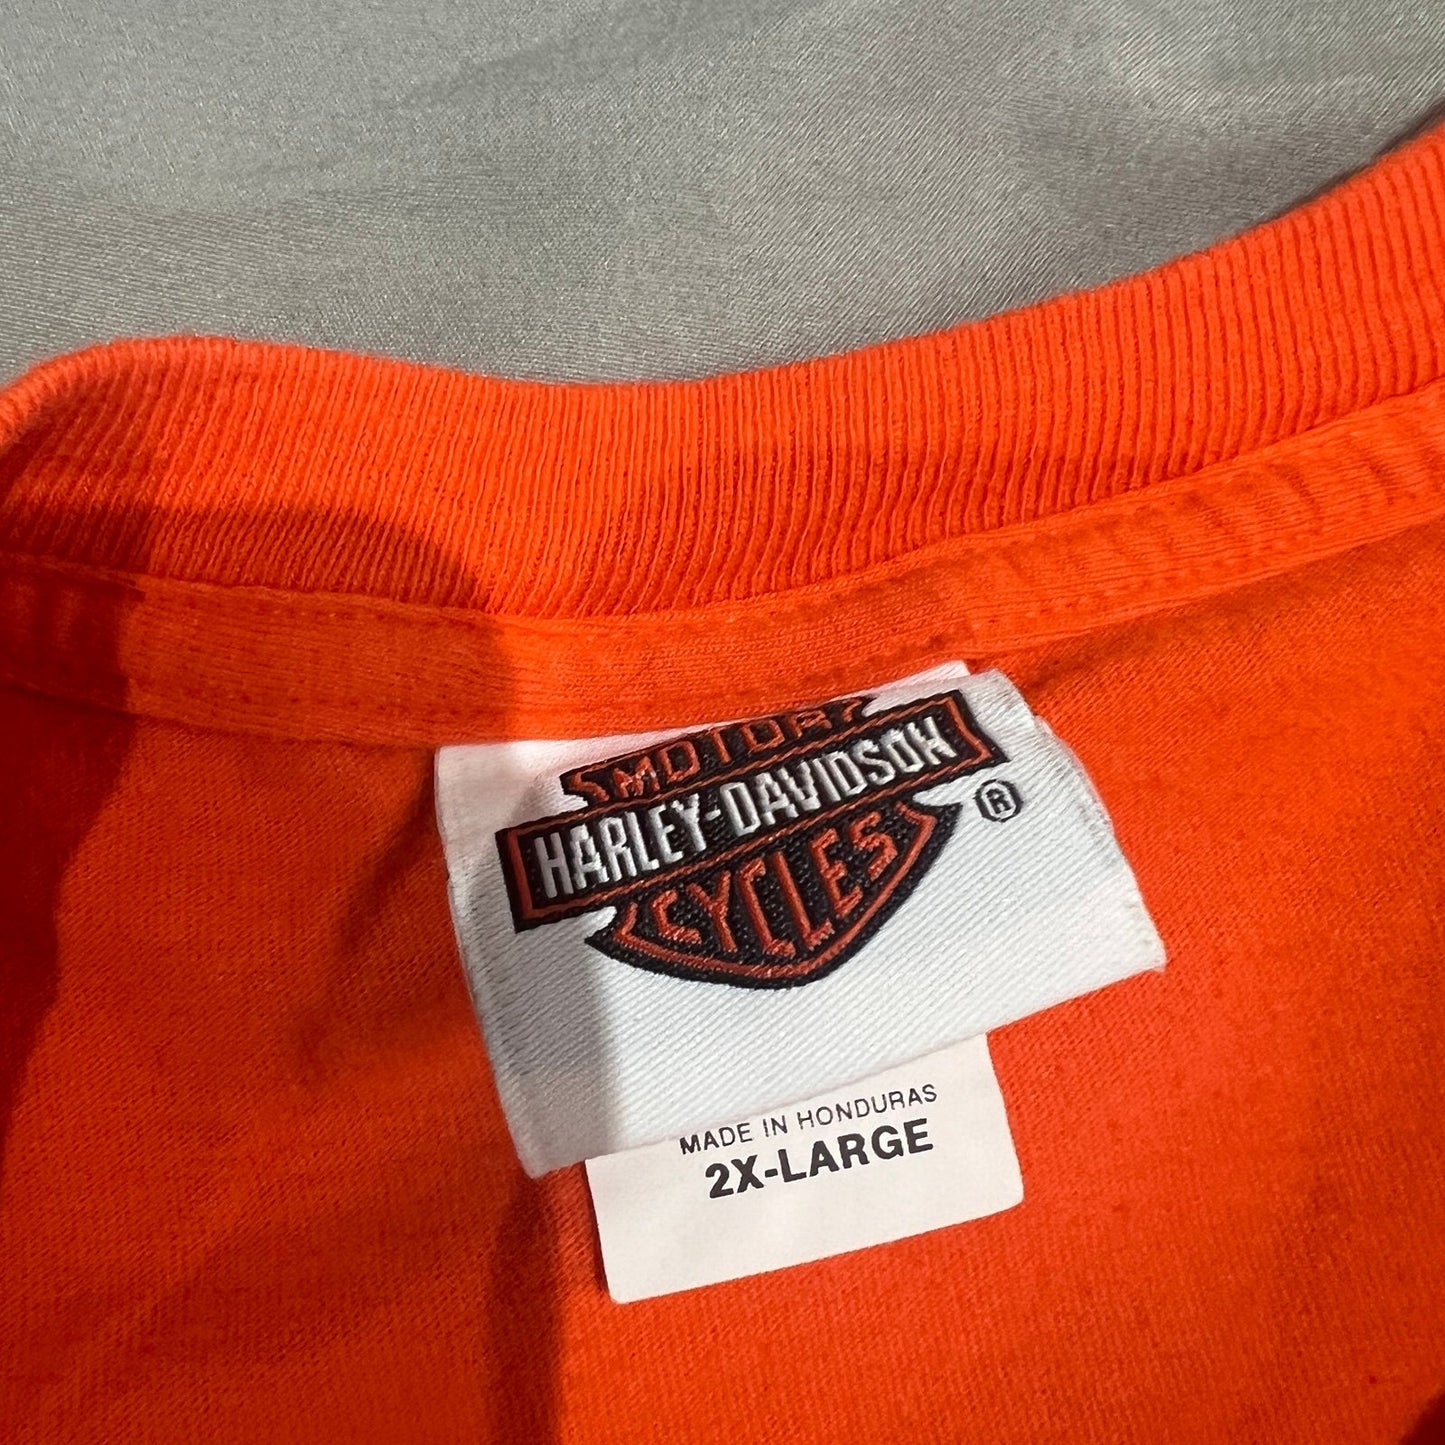 MOTOR
HARLEY-DAVIDSON
®
CYCLES
MADE IN HONDURAS
2X-LARGE